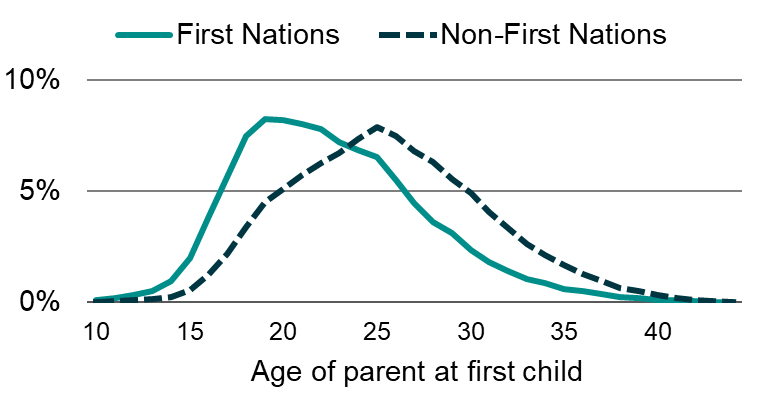 First Nations Non-First Nations
10%
5%
0%
10 15 20 25 30 35 40
Age of parent at first child